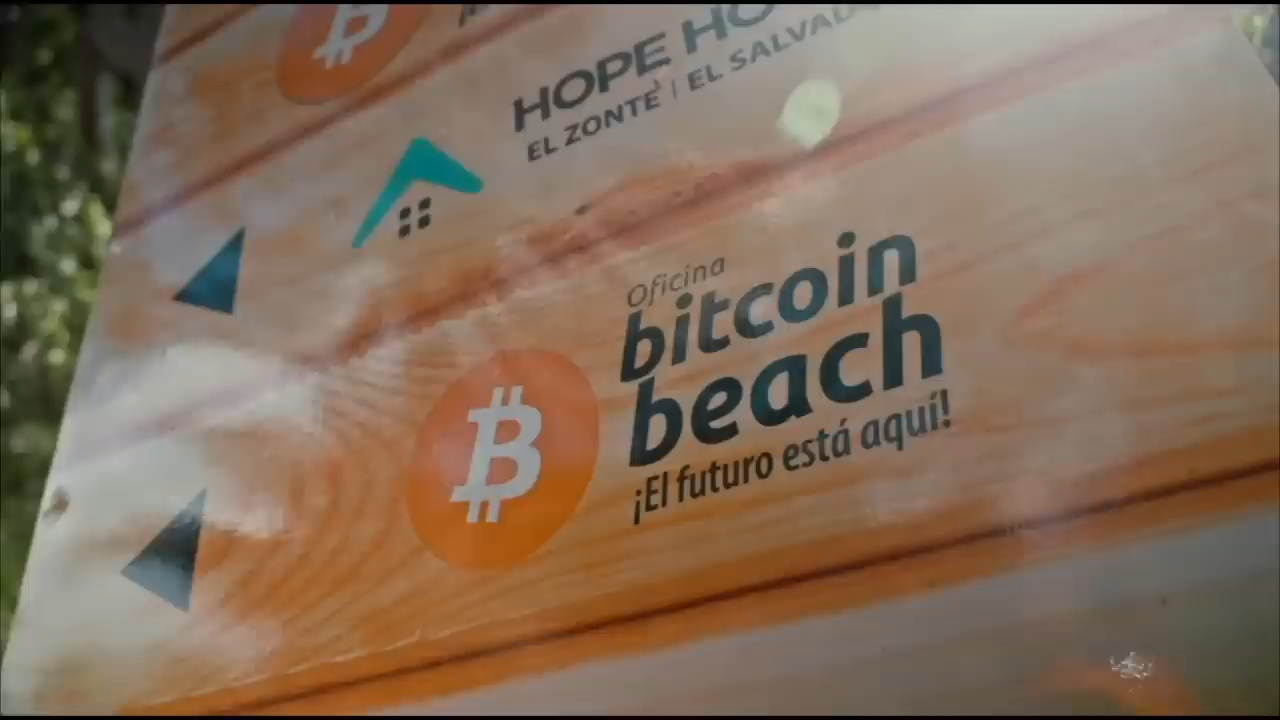 HOPE HO
EL ZONTE | EL SALVAD
Oficina
bitcoin
beach
¡El futuro está aquí!